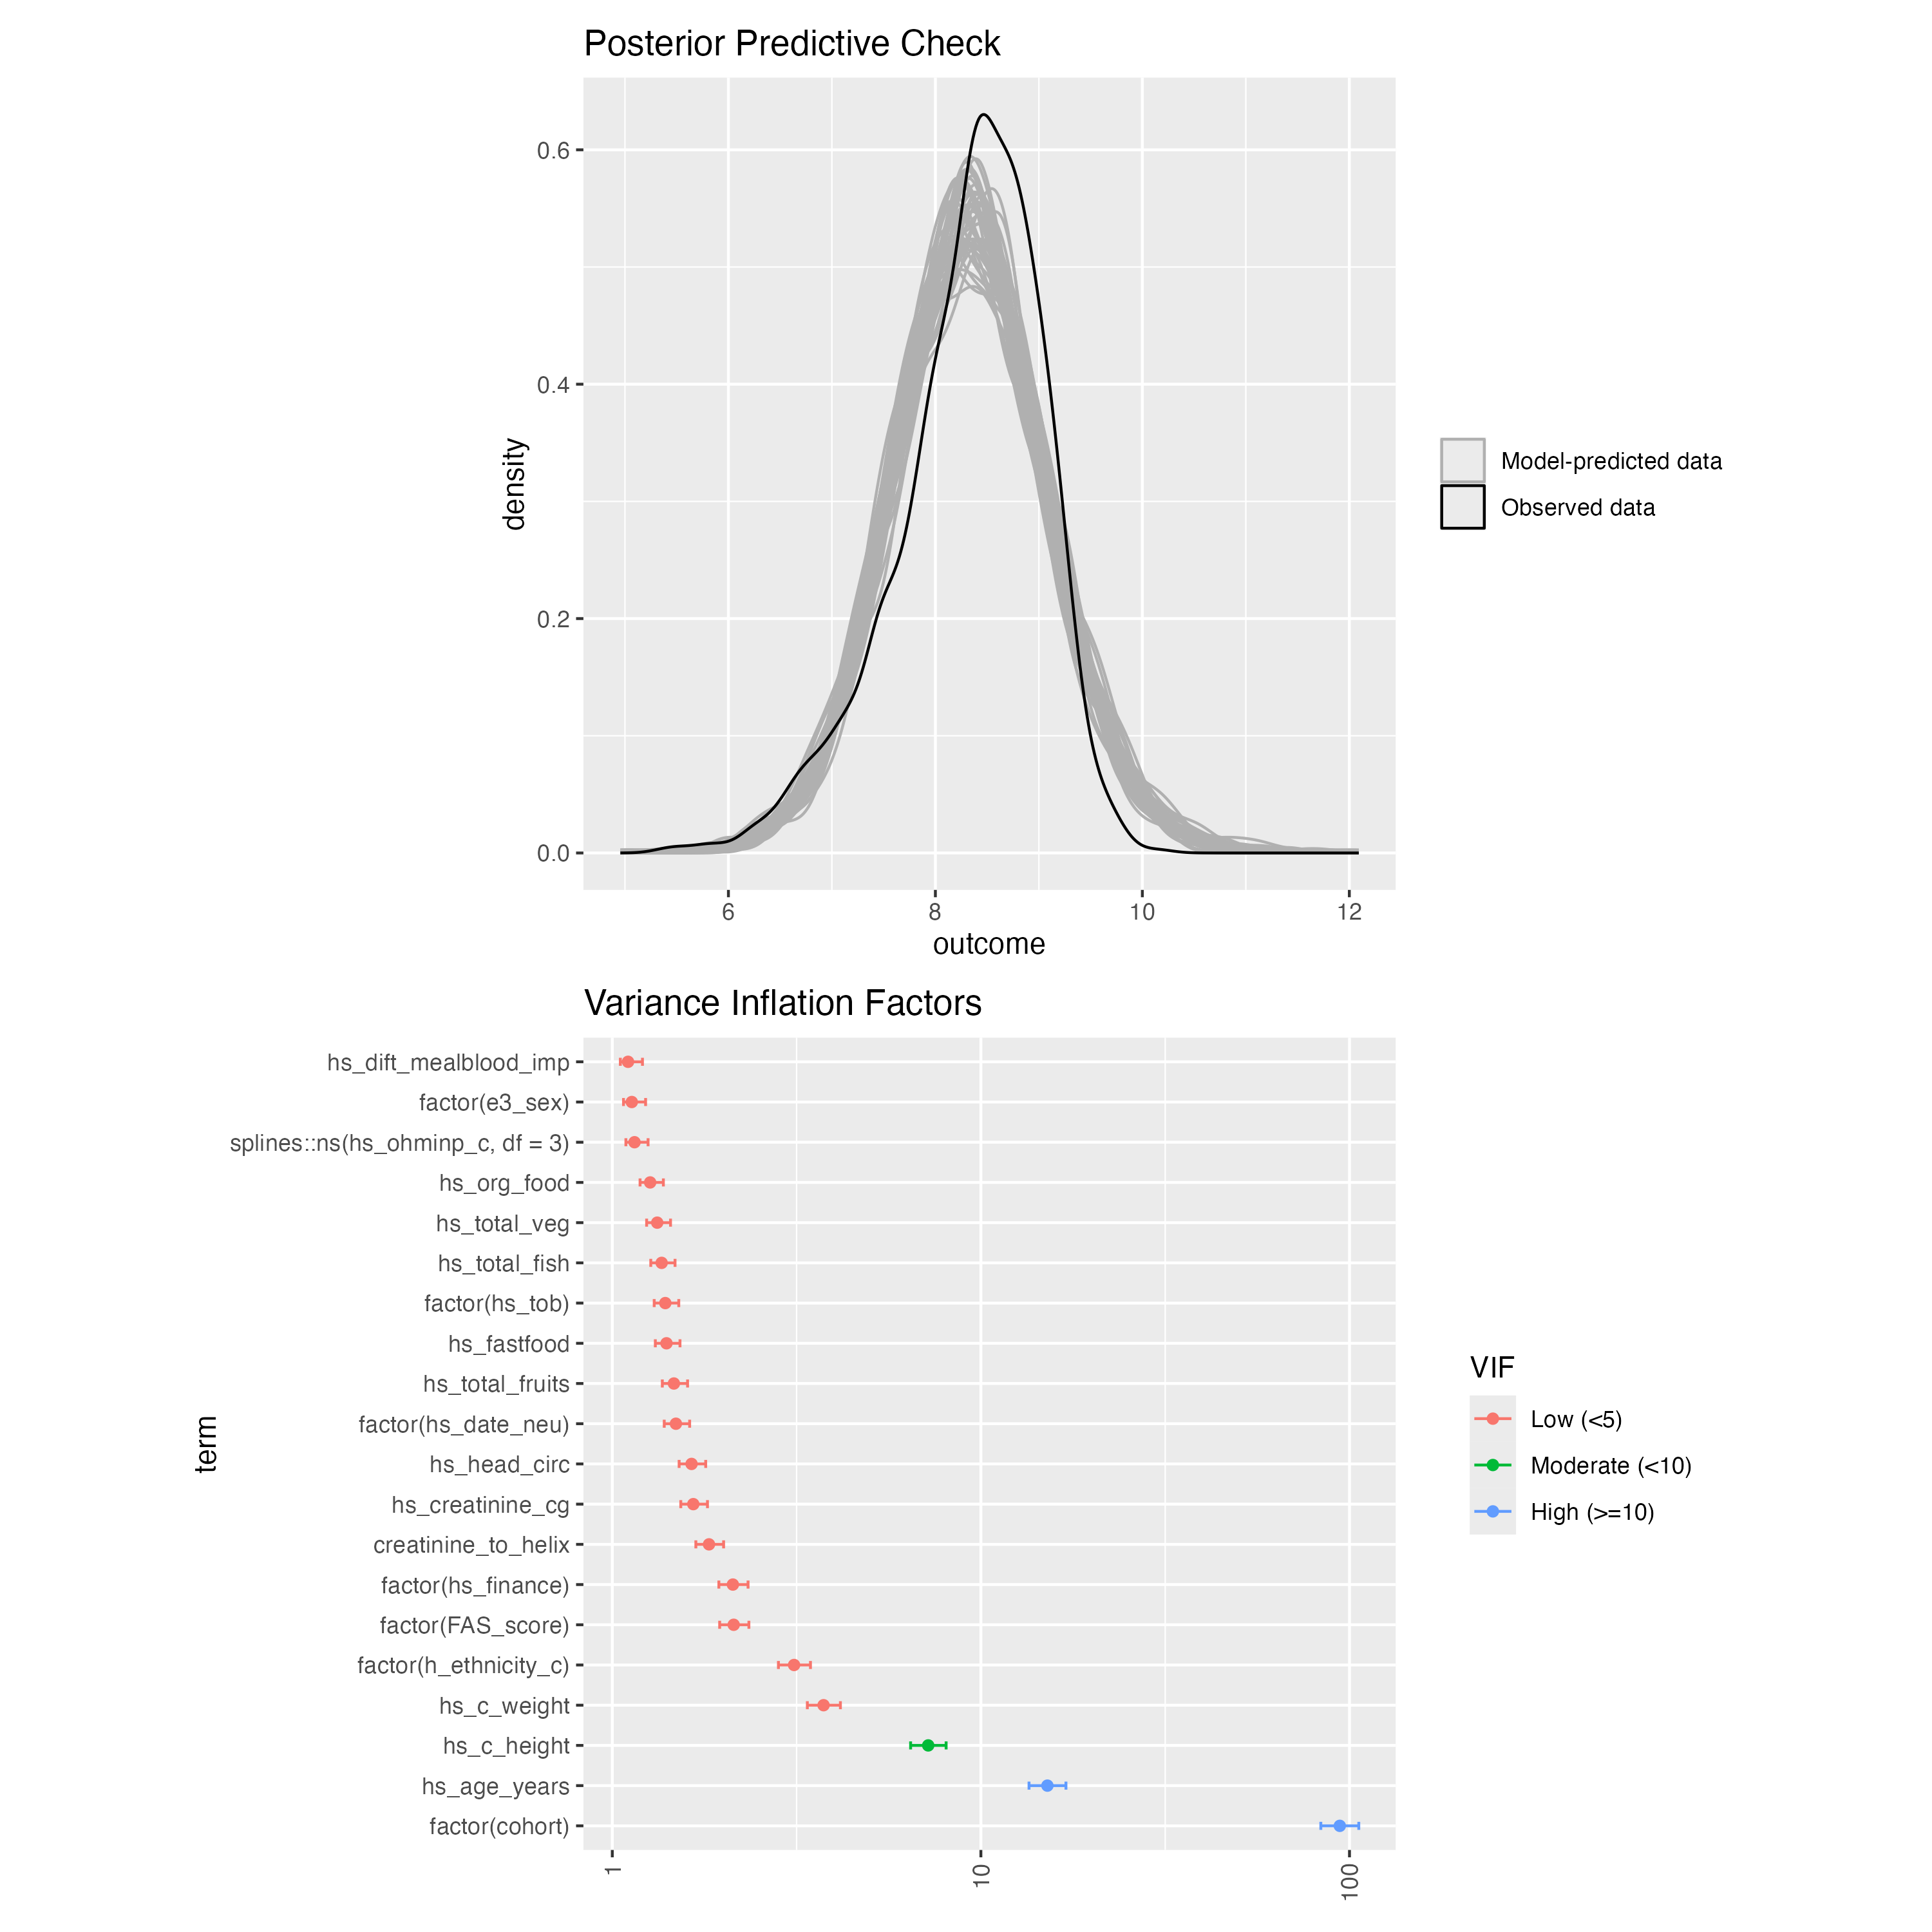 Posterior Predictive Check
0.6
0.4
0.2
0.0
density
6
8
10
12
outcome
Model-predicted data
Observed data
Variance Inflation Factors
hs_dift_mealblood_imp
factor(e3_sex)
splines::ns(hs_ohminp_c, df = 3)
hs_org_food
hs_total_veg
hs_total_fish
factor(hs_tob)
hs_fastfood
hs_total_fruits
factor(hs_date_neu)
hs_head_circ
hs_creatinine_cg
creatinine_to_helix
factor(hs_finance)
factor(FAS_score)
factor(h_ethnicity_c)
hs_c_weight
hs_c_height
hs_age_years
factor(cohort)
term
1
10
100
VIF
Low (<5)
Moderate (<10)
High (>=10)